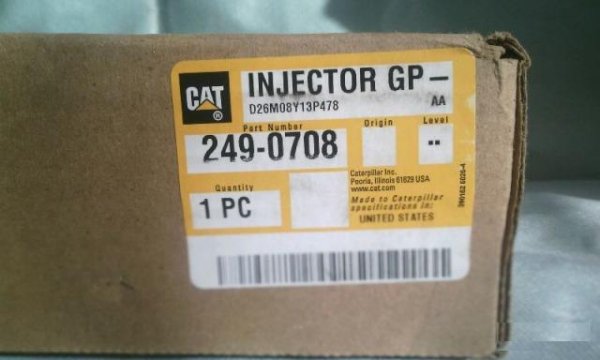 CAT
®
INJECTOR GP –
D26M08Y13P478
AA
Part Number
249-0708
Origin
Level
--
Quantity
1 PC
Caterpillar Inc.
Peoria, Illinois 61629 USA
www.cat.com
Made to Caterpillar
specifications in:
UNITED STATES